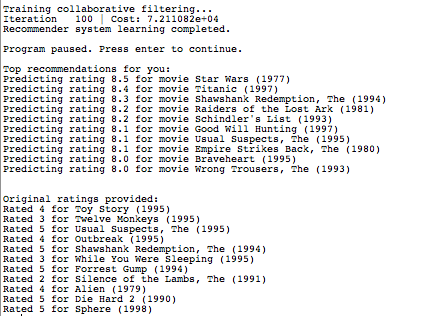 Training collaborative filtering...
Iteration   100 | Cost: 7.211082e+04
Recommender system learning completed.
Program paused. Press enter to continue.
Top recommendations for you:
Predicting rating 8.5 for movie Star Wars (1977)
Predicting rating 8.4 for movie Titanic (1997)
Predicting rating 8.3 for movie Shawshank Redemption, The (1994)
Predicting rating 8.2 for movie Raiders of the Lost Ark (1981)
Predicting rating 8.2 for movie Schindler's List (1993)
Predicting rating 8.1 for movie Good Will Hunting (1997)
Predicting rating 8.1 for movie Usual Suspects, The (1995)
Predicting rating 8.1 for movie Empire Strikes Back, The (1980)
Predicting rating 8.0 for movie Braveheart (1995)
Predicting rating 8.0 for movie Wrong Trousers, The (1993)
Original ratings provided:
Rated 4 for Toy Story (1995)
Rated 3 for Twelve Monkeys (1995)
Rated 5 for Usual Suspects, The (1995)
Rated 4 for Outbreak (1995)
Rated 5 for Shawshank Redemption, The (1994)
Rated 3 for While You Were Sleeping (1995)
Rated 5 for Forrest Gump (1994)
Rated 2 for Silence of the Lambs, The (1991)
Rated 4 for Alien (1979)
Rated 5 for Die Hard 2 (1990)
Rated 5 for Sphere (1998)